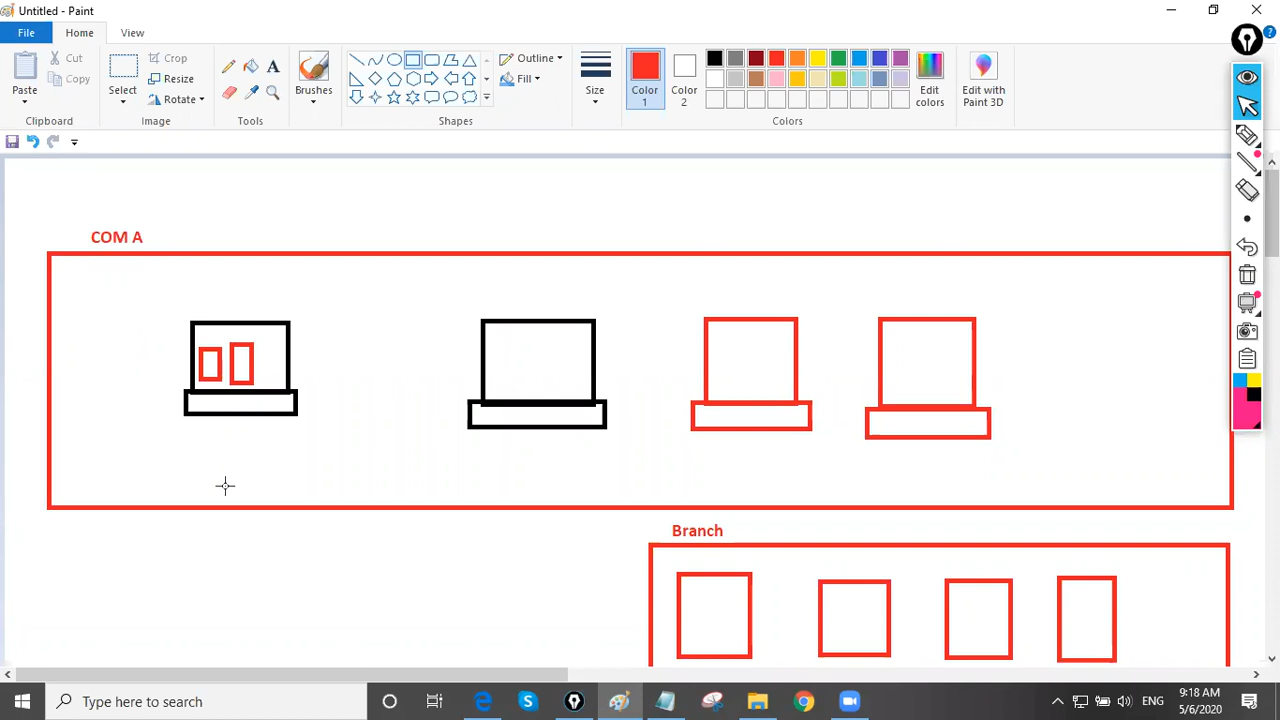 Untitled - Paint
File
Home
View
Paste
Cut
Copy
Clipboard
Select
Crop
Resize
Rotate
Image
A
Tools
Brushes
Outline
Fill
Shapes
Size
Color 1
Color 2
Edit colors
Edit with Paint 3D
Colors
COM A
Branch
Type here to search
ENG
9:18 AM
5/6/2020